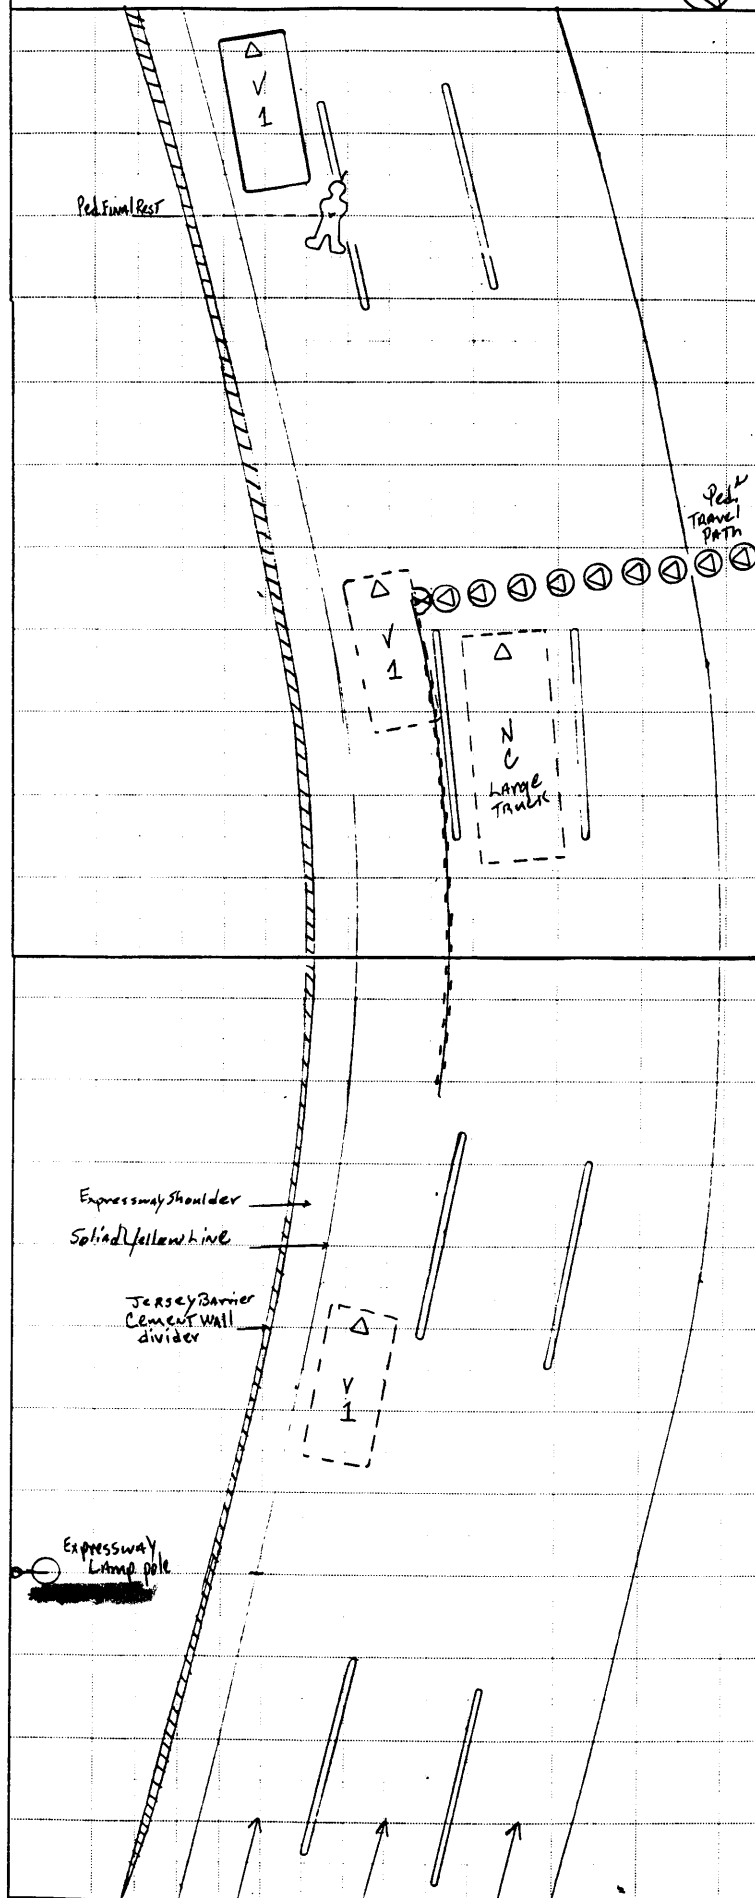 V
1
Ped Final Rest
Ped
TRAVEL
PATH
V
1
N
C
LARGE
TRUCK
Expressway Shoulder
Solind Yellow Line
Jersey Barrier
Cement WALL
divider
V
1
Expressway
LAmp pole